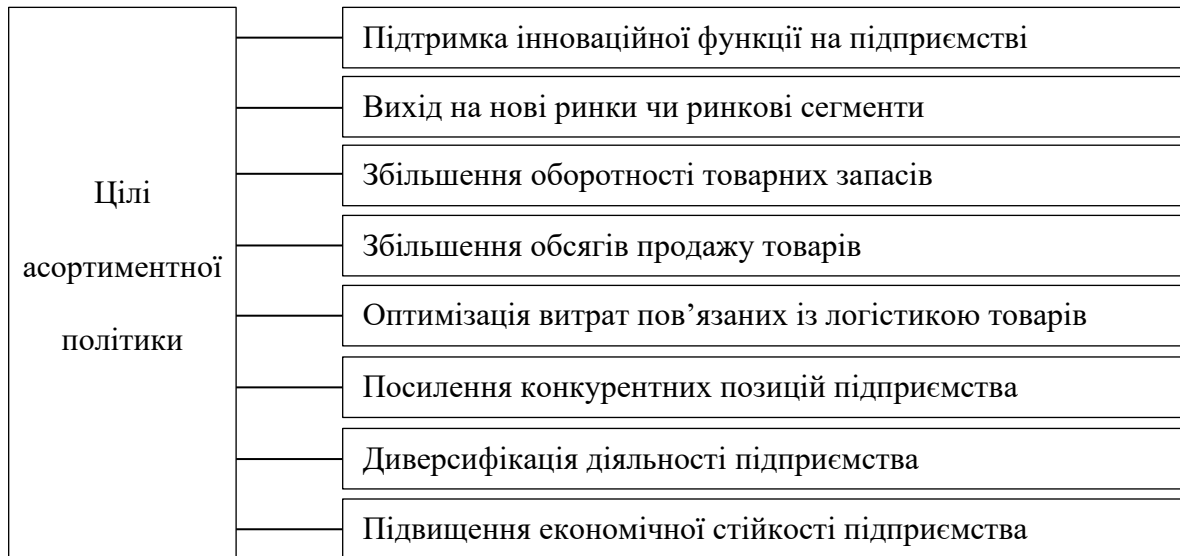 Цілі
асортиментної
політики
Підтримка інноваційної функції на підприємстві
Вихід на нові ринки чи ринкові сегменти
Збільшення оборотності товарних запасів
Збільшення обсягів продажу товарів
Оптимізація витрат пов’язаних із логістикою товарів
Посилення конкурентних позицій підприємства
Диверсифікація діяльності підприємства
Підвищення економічної стійкості підприємства